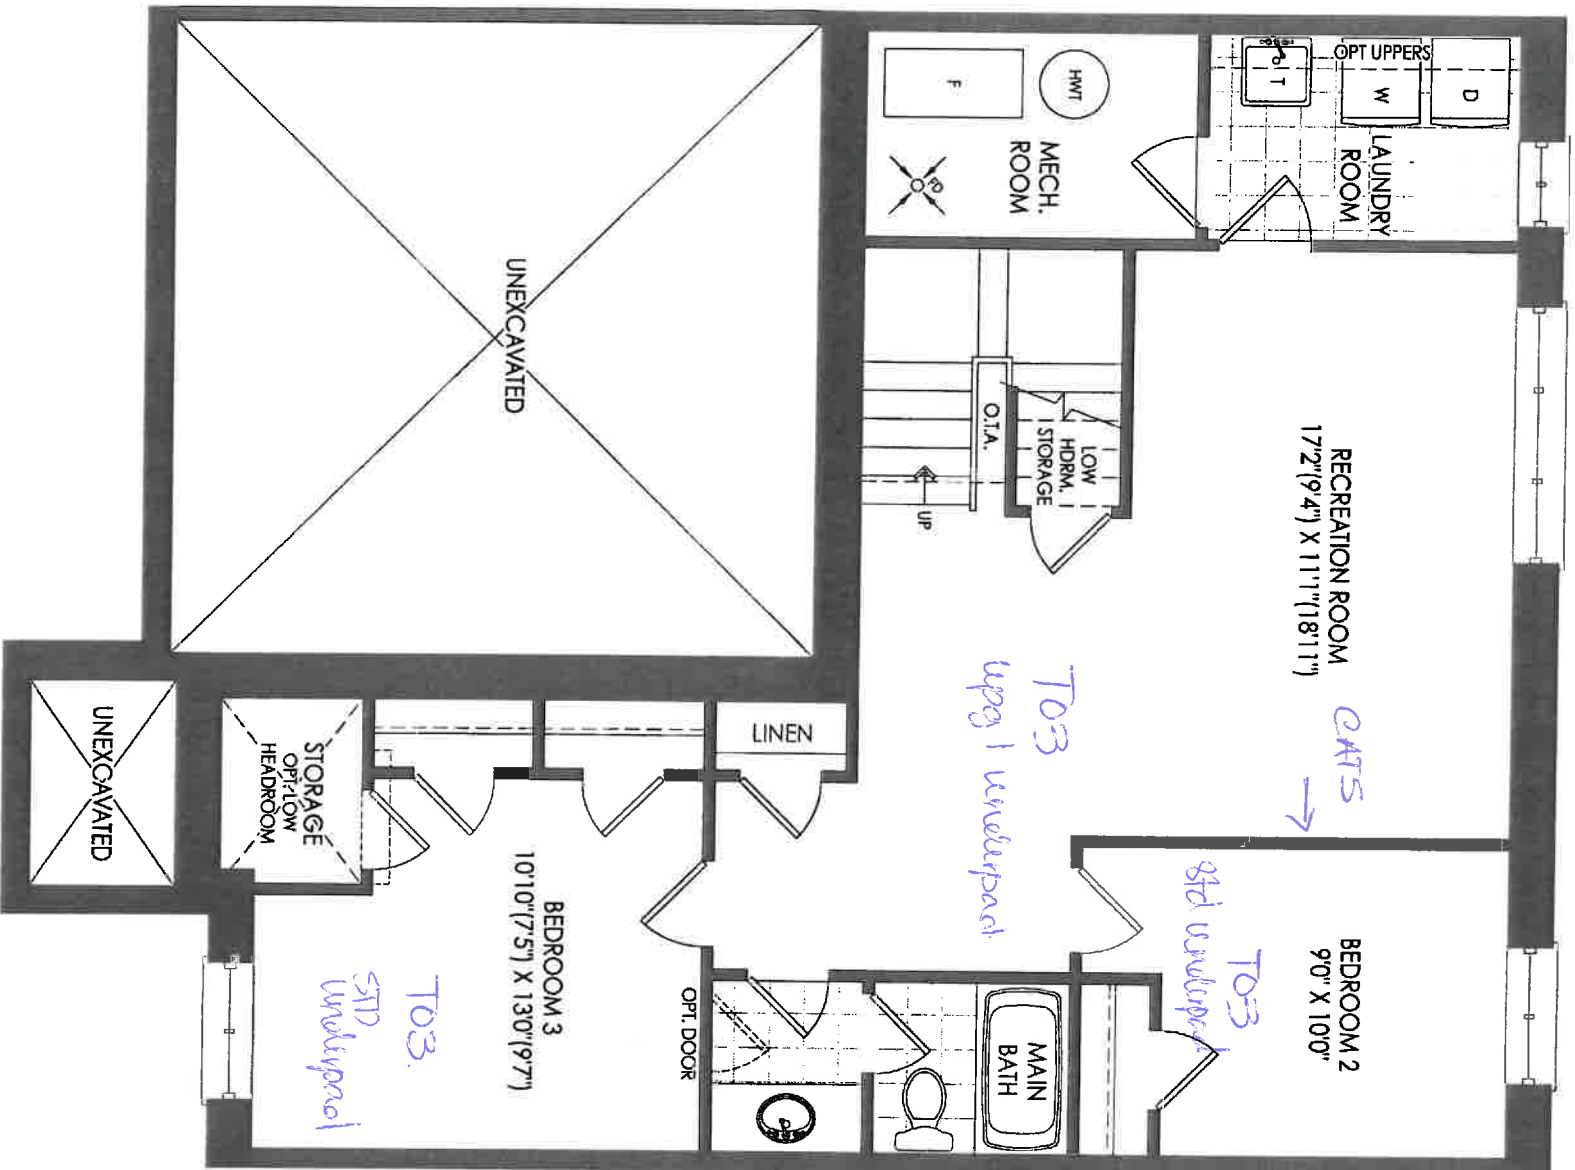 OPT UPPERS
T
W
D
LAUNDRY
ROOM
F
HWT
MECH.
ROOM
FD
UNEXCAVATED
O.T.A.
LOW
HDRM.
STORAGE
UP
RECREATION ROOM
17'2"(9'4") X 11'1"(18'11")
CAT5
T03
upg 1 underpad
LINEN
UNEXCAVATED
STORAGE
OPT. LOW
HEADROOM
BEDROOM 3
10'10"(7'5") X 13'0"(9'7")
T03.
STD
underpad
OPT. DOOR
MAIN
BATH
BEDROOM 2
9'0" X 10'0"
T03
Std underpad